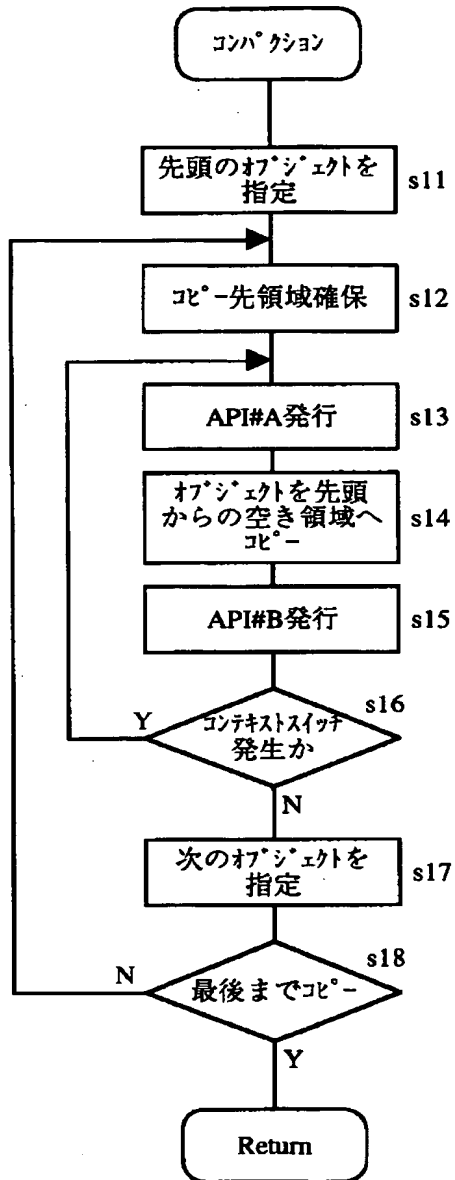 ｺﾝﾊﾟｸｼｮﾝ
先頭のｵﾌﾞｼﾞｪｸﾄを
指定
s11
ｺﾋﾟｰ先領域確保
s12
API#A発行
s13
ｵﾌﾞｼﾞｪｸﾄを先頭
からの空き領域へ
ｺﾋﾟｰ
s14
API#B発行
s15
s16
Y
ｺﾝﾃｷｽﾄｽｲｯﾁ
発生か
N
次のｵﾌﾞｼﾞｪｸﾄを
指定
s17
s18
N
最後までｺﾋﾟｰ
Y
Return